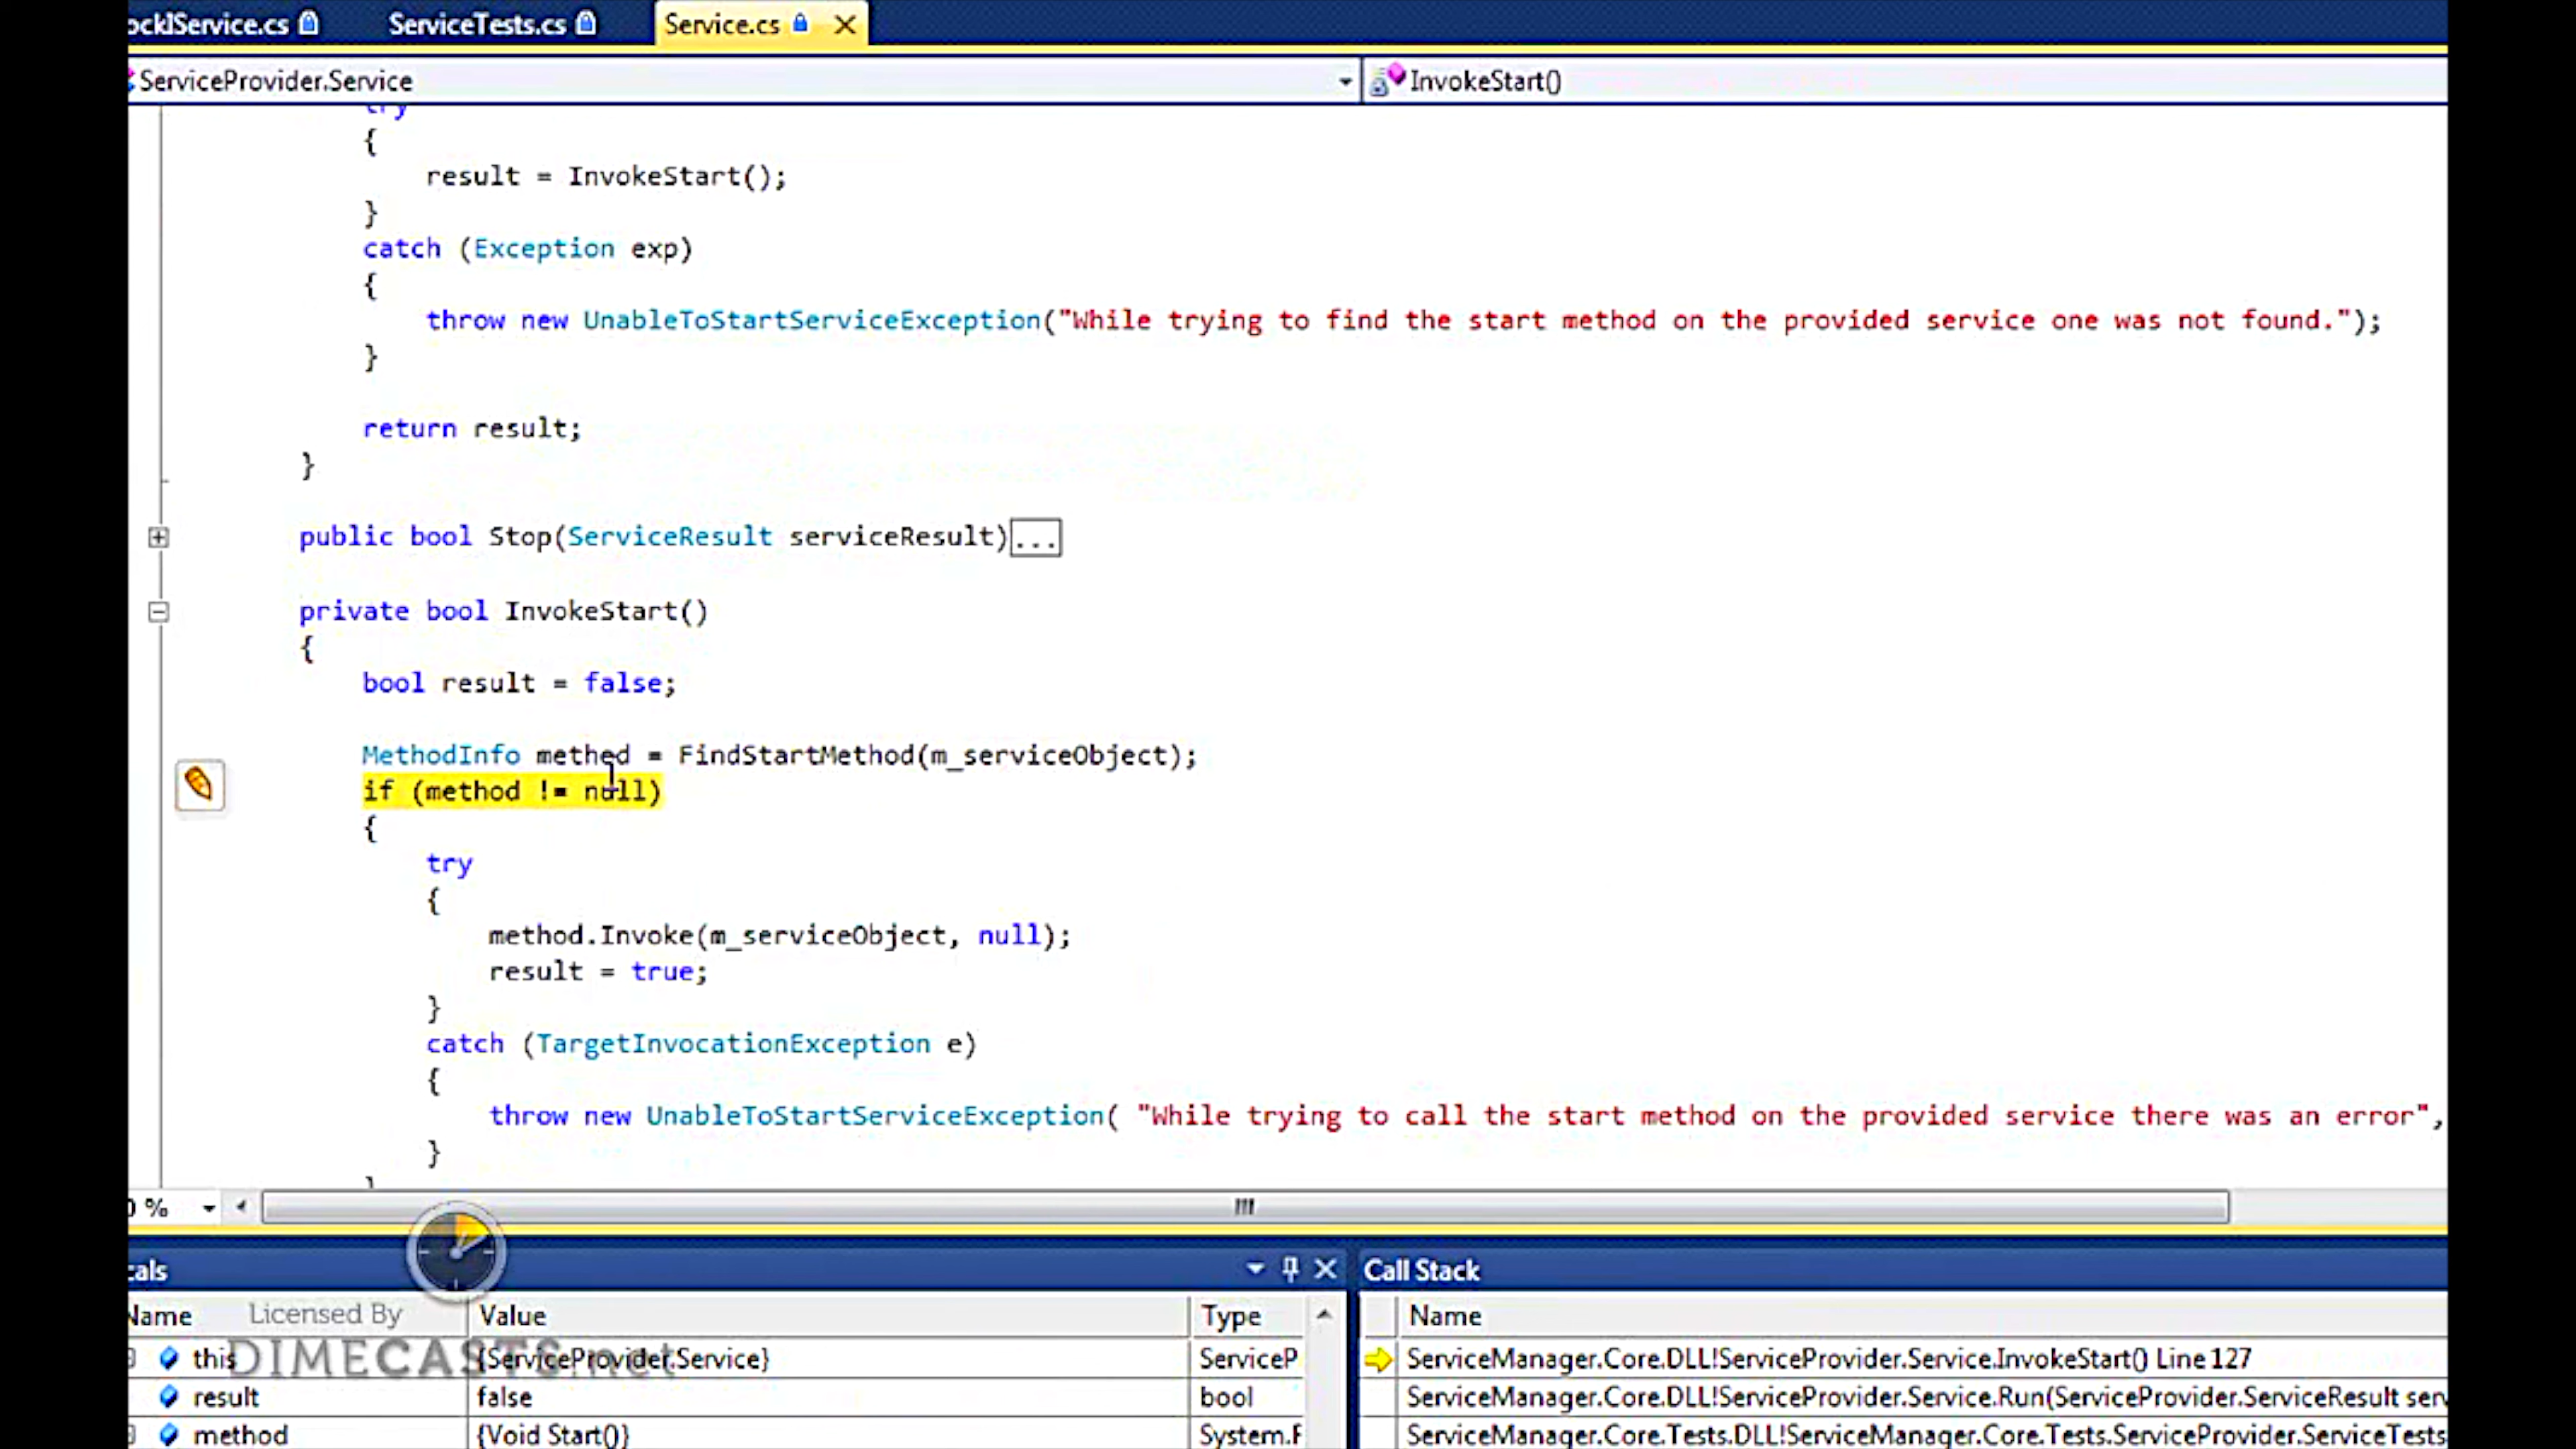 ockIService.cs ServiceTests.cs Service.cs
ServiceProvider.Service InvokeStart()
try
{
result = InvokeStart();
}
catch (Exception exp)
{
throw new UnableToStartServiceException("While trying to find the start method on the provided service one was not found.");
}
return result;
}
public bool Stop(ServiceResult serviceResult)...
private bool InvokeStart()
{
bool result = false;
MethodInfo method = FindStartMethod(m_serviceObject);
if (method != null)
{
try
{
method.Invoke(m_serviceObject, null);
result = true;
}
catch (TargetInvocationException e)
{
throw new UnableToStartServiceException( "While trying to call the start method on the provided service there was an error",
}
}
0 %
cals Call Stack
Name Licensed By Value Type Name
this DIMECASTS.net {ServiceProvider.Service} ServiceP ServiceManager.Core.DLL!ServiceProvider.Service.InvokeStart() Line 127
result false bool ServiceManager.Core.DLL!ServiceProvider.Service.Run(ServiceProvider.ServiceResult serv
method {Void Start()} System.F ServiceManager.Core.Tests.DLL!ServiceManager.Core.Tests.ServiceProvider.ServiceTests